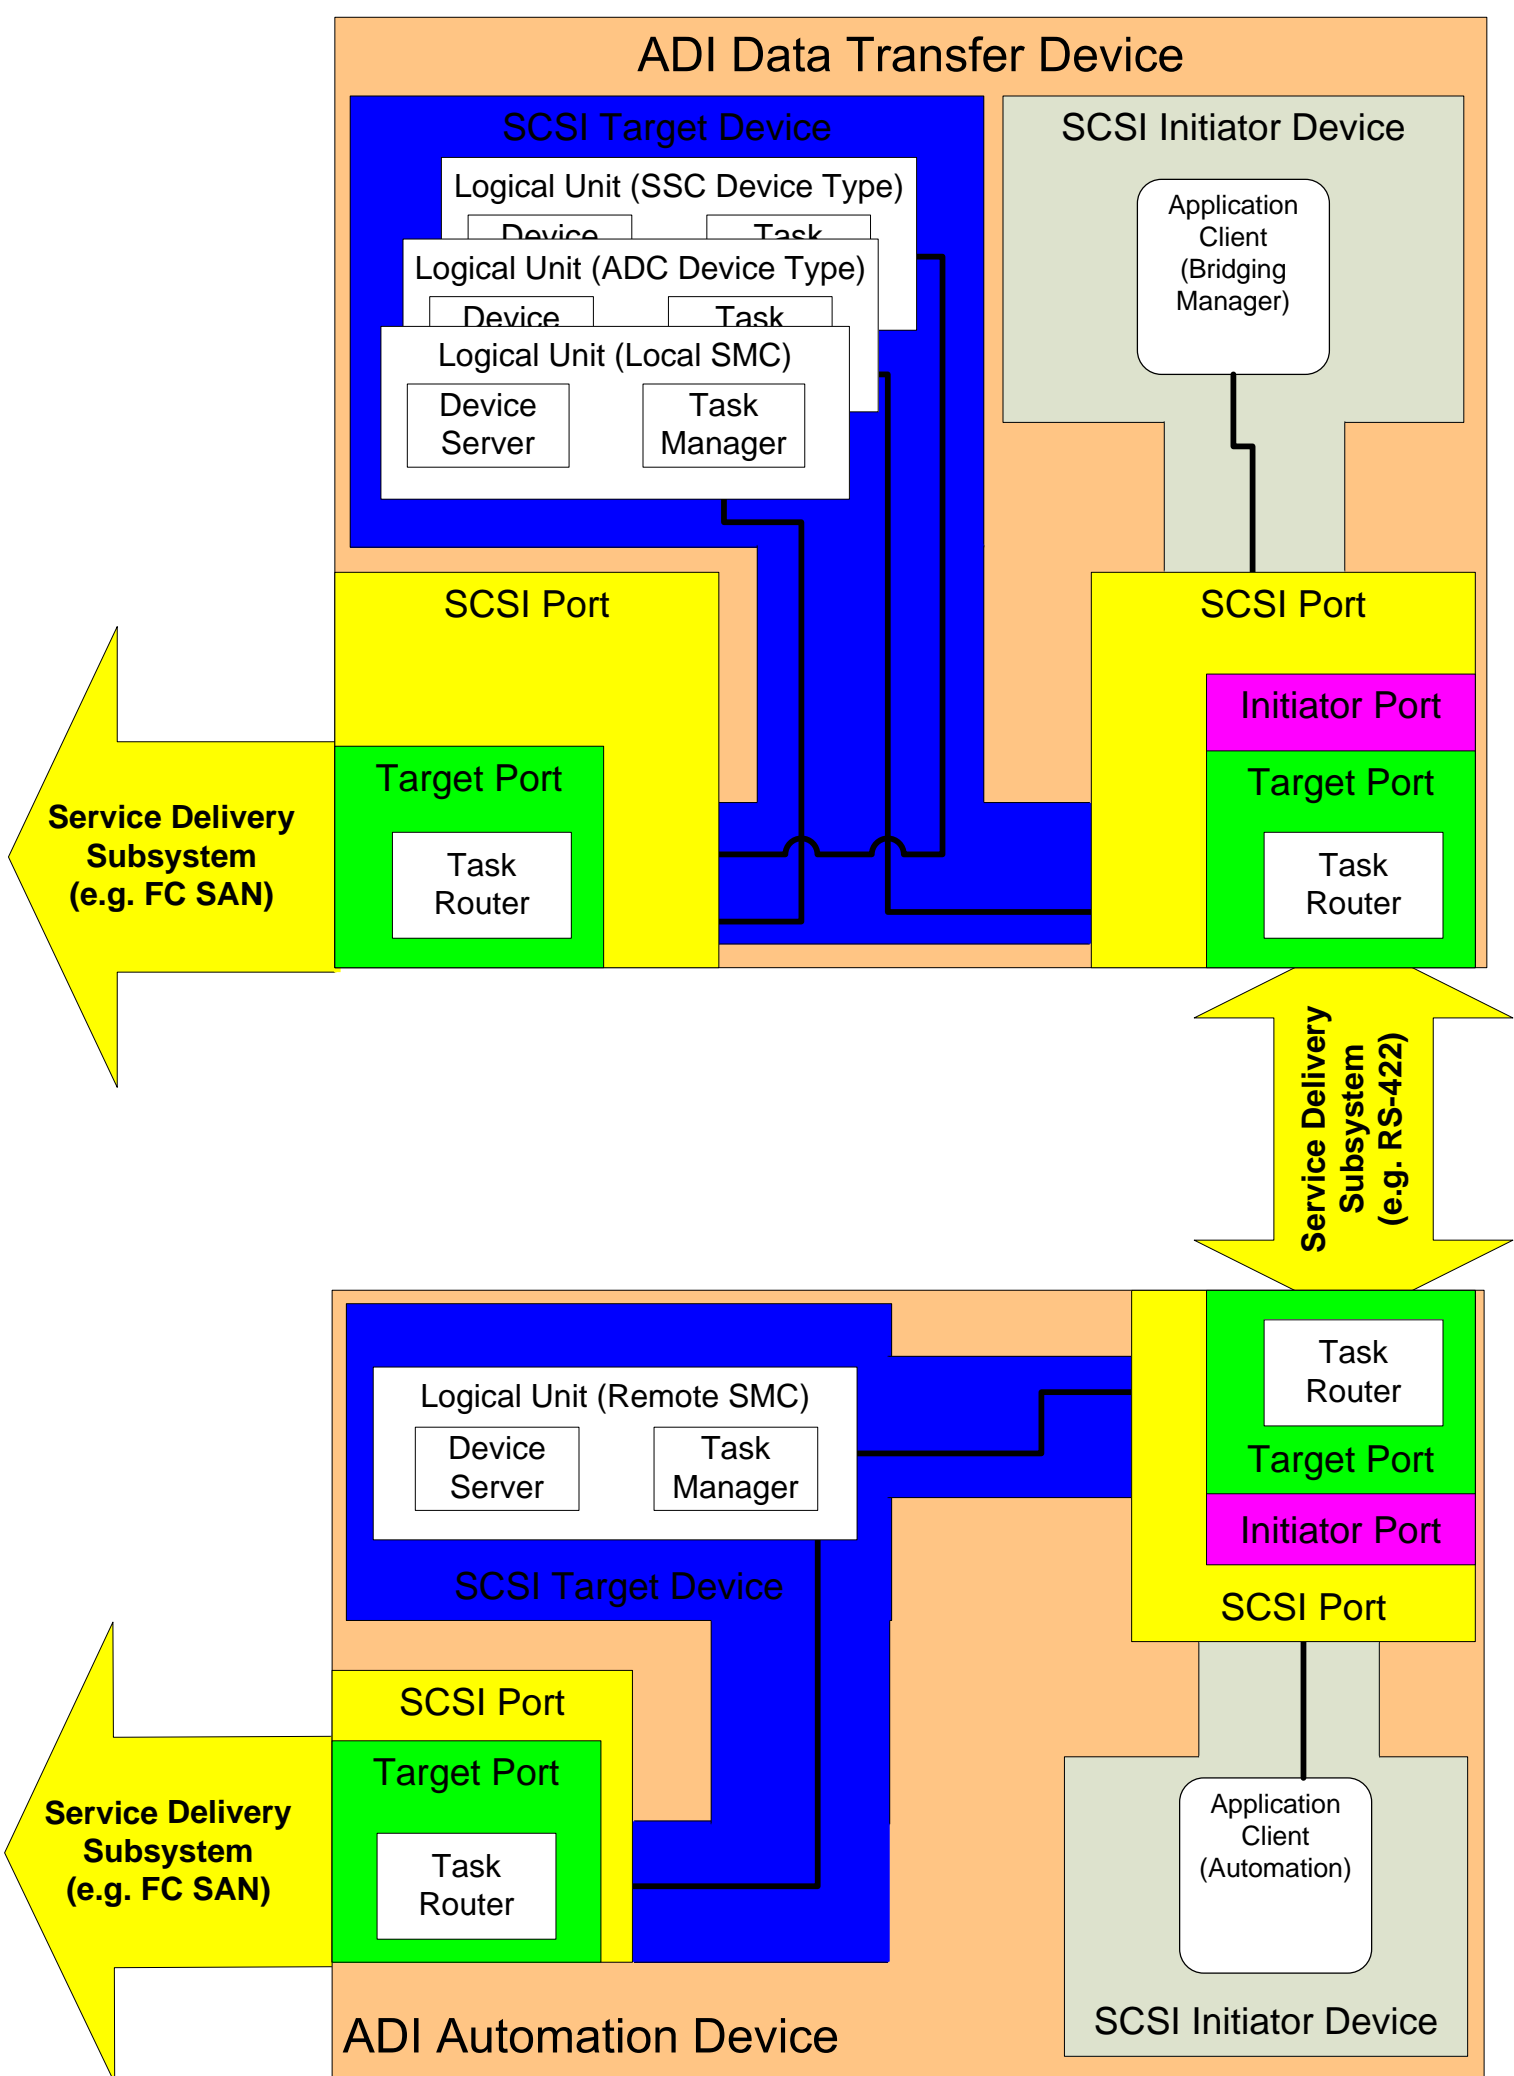 ADI Data Transfer Device
SCSI Target Device
Logical Unit (SSC Device Type)
Device
Task
Logical Unit (ADC Device Type)
Device
Task
Logical Unit (Local SMC)
Device
Server
Task
Manager
SCSI Initiator Device
Application
Client
(Bridging
Manager)
SCSI Port
Target Port
Task
Router
Service Delivery
Subsystem
(e.g. FC SAN)
SCSI Port
Initiator Port
Target Port
Task
Router
Service Delivery
Subsystem
(e.g. RS-422)
Logical Unit (Remote SMC)
Device
Server
Task
Manager
SCSI Target Device
Task
Router
Target Port
Initiator Port
SCSI Port
SCSI Port
Target Port
Task
Router
Service Delivery
Subsystem
(e.g. FC SAN)
Application
Client
(Automation)
SCSI Initiator Device
ADI Automation Device